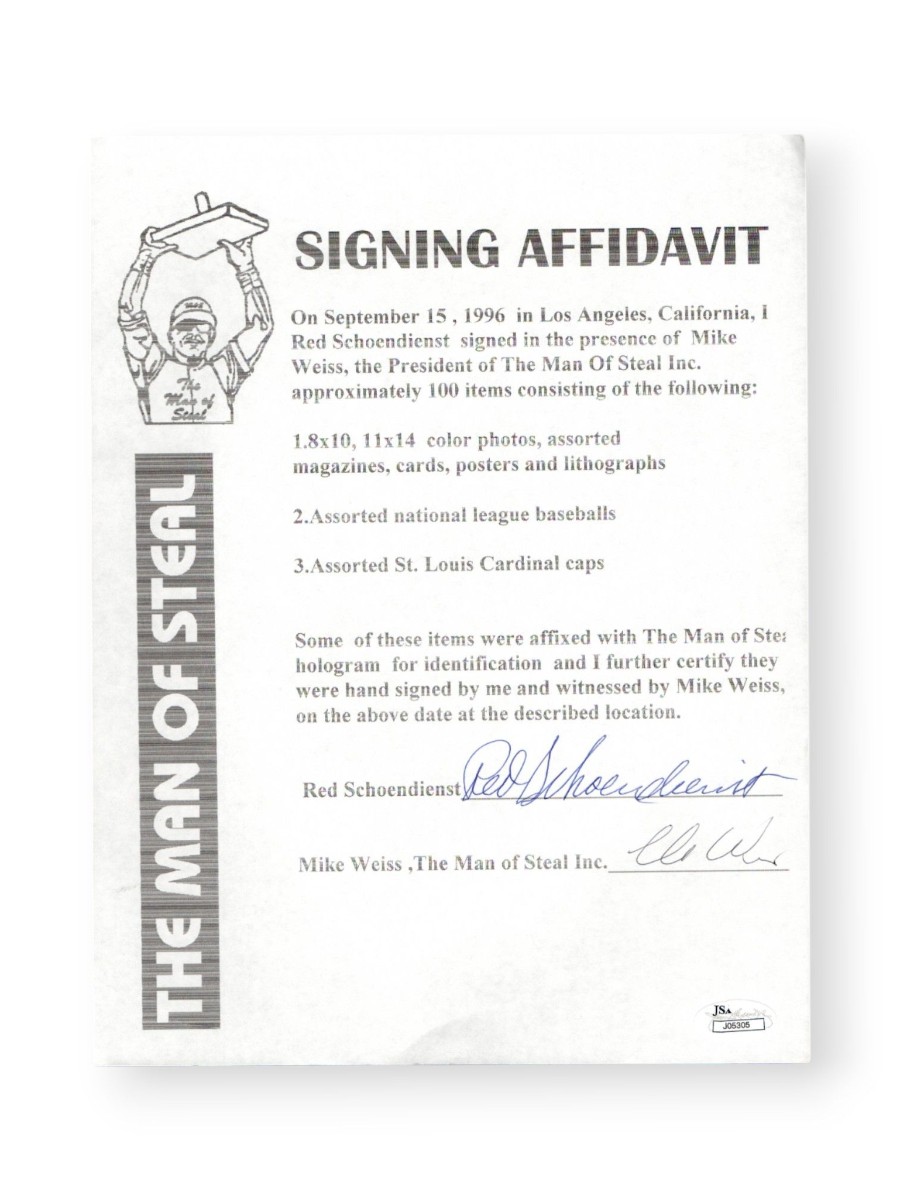 SIGNING AFFIDAVIT
On September 15 , 1996 in Los Angeles, California, I
Red Schoendienst signed in the presence of Mike
Weiss, the President of The Man Of Steal Inc.
approximately 100 items consisting of the following:
1.8x10, 11x14 color photos, assorted
magazines, cards, posters and lithographs
2.Assorted national league baseballs
3.Assorted St. Louis Cardinal caps
Some of these items were affixed with The Man of Stea
hologram for identification and I further certify they
were hand signed by me and witnessed by Mike Weiss,
on the above date at the described location.
Red Schoendienst Red Schoendienst
Mike Weiss ,The Man of Steal Inc.
The
Man of
Steal
THE MAN OF STEAL
JSA
J05305